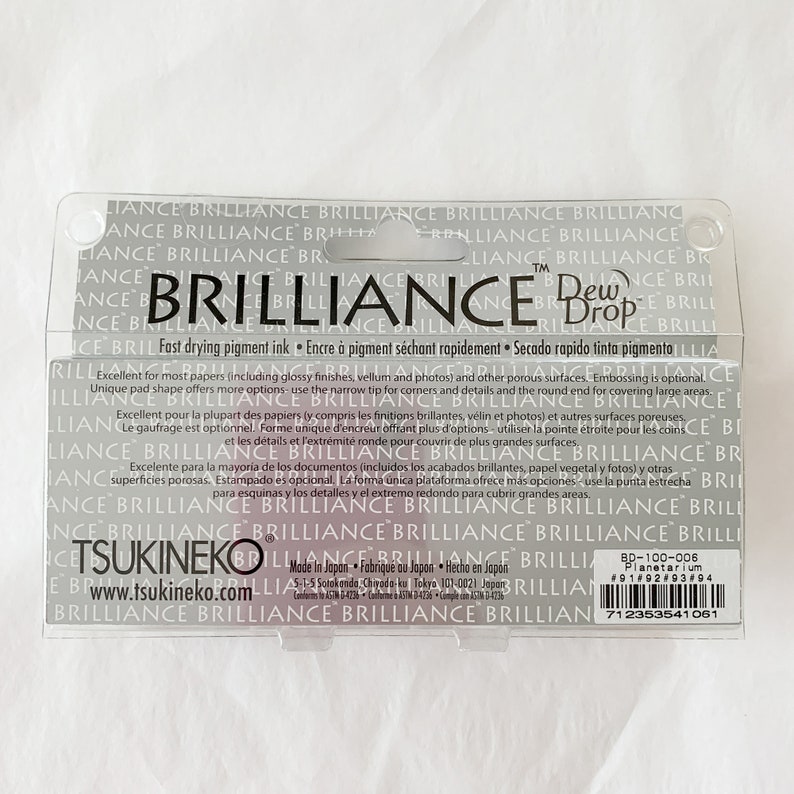 BRILLIANCE™ Dew Drop™
Fast drying pigment ink • Encre à pigment séchant rapidement • Secado rapido tinta pigmento
Excellent for most papers (including glossy finishes, vellum and photos) and other porous surfaces. Embossing is optional.
Unique pad shape offers more options- use the narrow tip for corners and details and the round end for covering large areas.
Excellent pour la plupart des papiers (y compris les finitions brillantes, vélin et photos) et autres surfaces poreuses.
Le gaufrage est optionnel. Forme unique d'encreur offrant plus d'options- utiliser la pointe étroite pour les coins
et les détails et l'extrémité ronde pour couvrir de plus grandes surfaces.
Excelente para la mayoría de los documentos (incluidos los acabados brillantes, papel vegetal y fotos) y otras
superficies porosas. Estampado es opcional. La forma única plataforma ofrece más opciones - use la punta estrecha
para esquinas y los detalles y el extremo redondo para cubrir grandes areas.
TSUKINEKO®
www.tsukineko.com
Made In Japan • Fabrique au Japon • Hecho en Japon
5-1-5 Sotokanda, Chiyoda-ku Tokyo 101-0021 Japan
Conforms to ASTM D-4236 • Conforme a ASTM D-4236 • Cumple con ASTM D-4236
BD-100-006
Planetarium
#91#92#93#94
712353541061